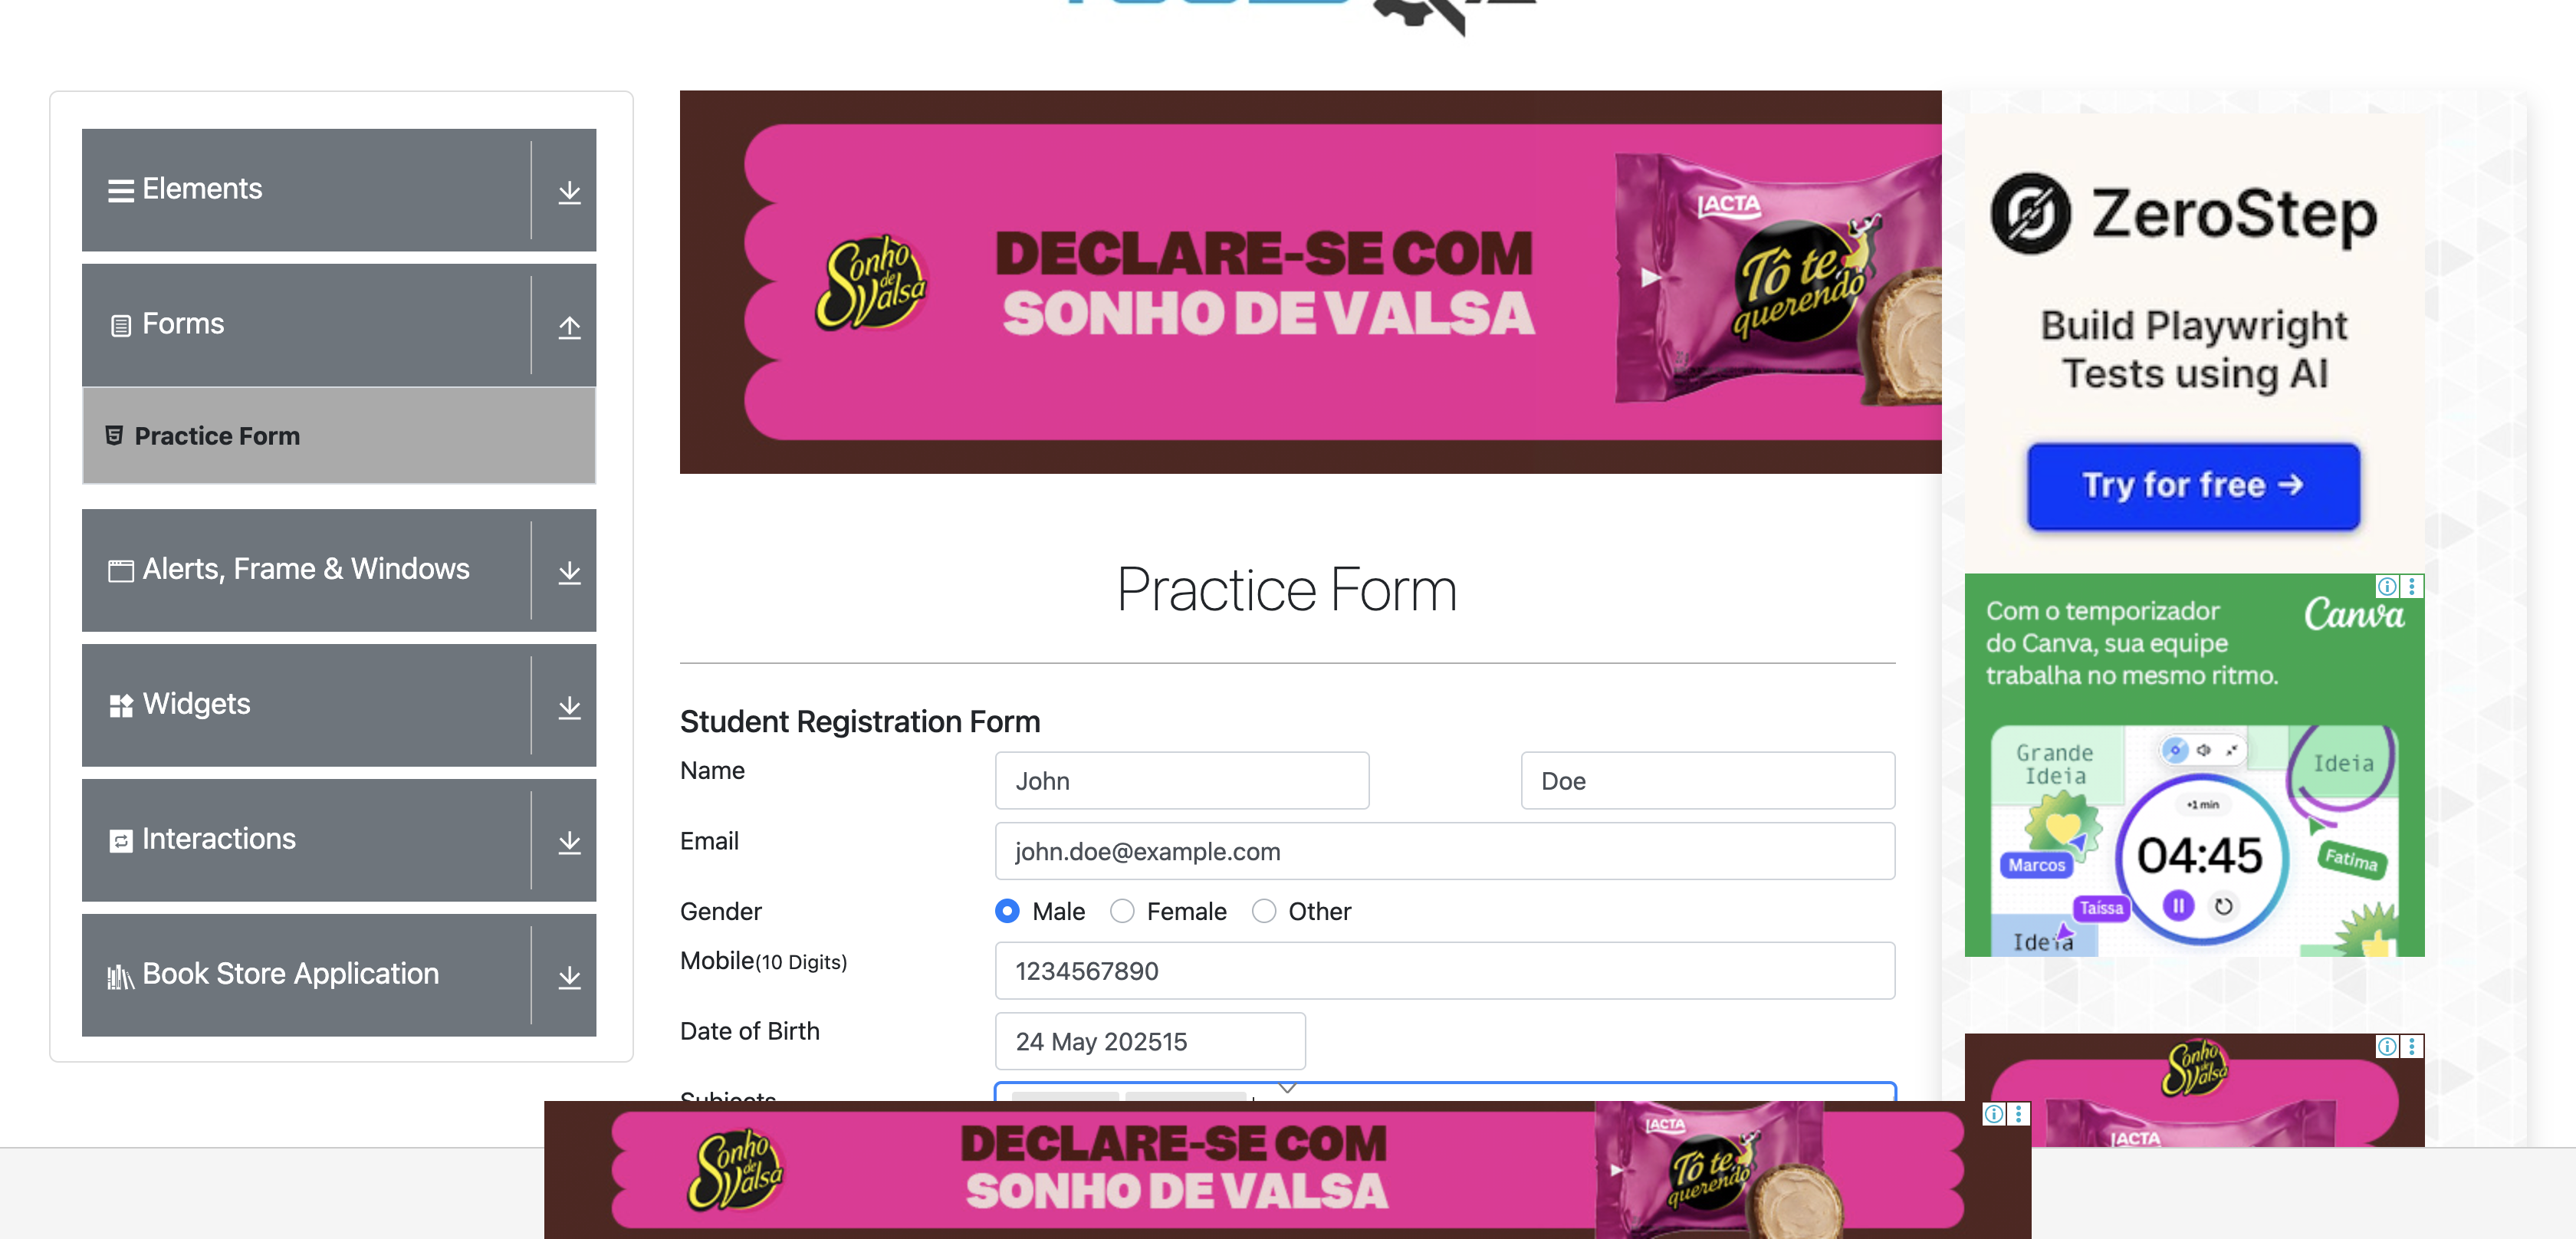 Elements
Forms
Practice Form
Alerts, Frame & Windows
Widgets
Interactions
Book Store Application
Sonho de Valsa
DECLARE-SE COM
SONHO DE VALSA
LACTA
Tô te
querendo
Practice Form
Student Registration Form
Name
John
Doe
Email
john.doe@example.com
Gender
Male
Female
Other
Mobile(10 Digits)
1234567890
Date of Birth
24 May 202515
Subjects
ZeroStep
Build Playwright
Tests using AI
Try for free →
Com o temporizador
do Canva, sua equipe
trabalha no mesmo ritmo.
Canva
Grande
Ideia
Ideia
+1 min
04:45
Marcos
Fatima
Taíssa
Ideia
Sonho de Valsa
LACTA
Sonho de Valsa
DECLARE-SE COM
SONHO DE VALSA
LACTA
Tô te
querendo